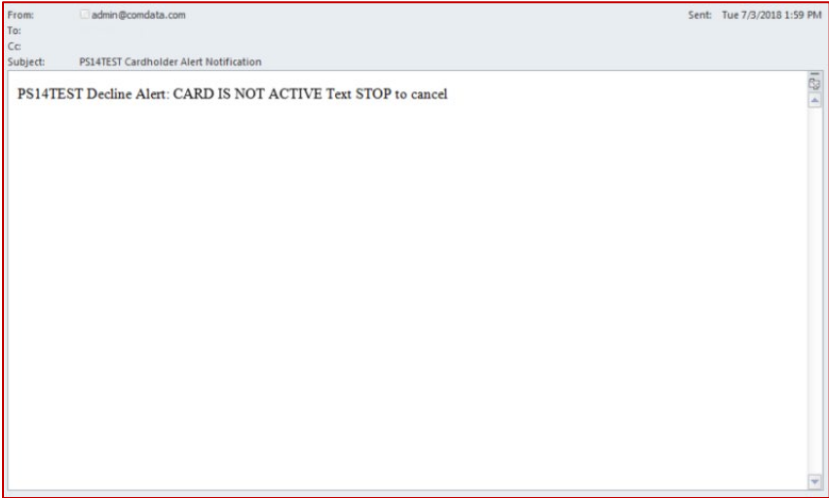 From: admin@comdata.com Sent: Tue 7/3/2018 1:59 PM
To:
Cc:
Subject: PS14TEST Cardholder Alert Notification
PS14TEST Decline Alert: CARD IS NOT ACTIVE Text STOP to cancel